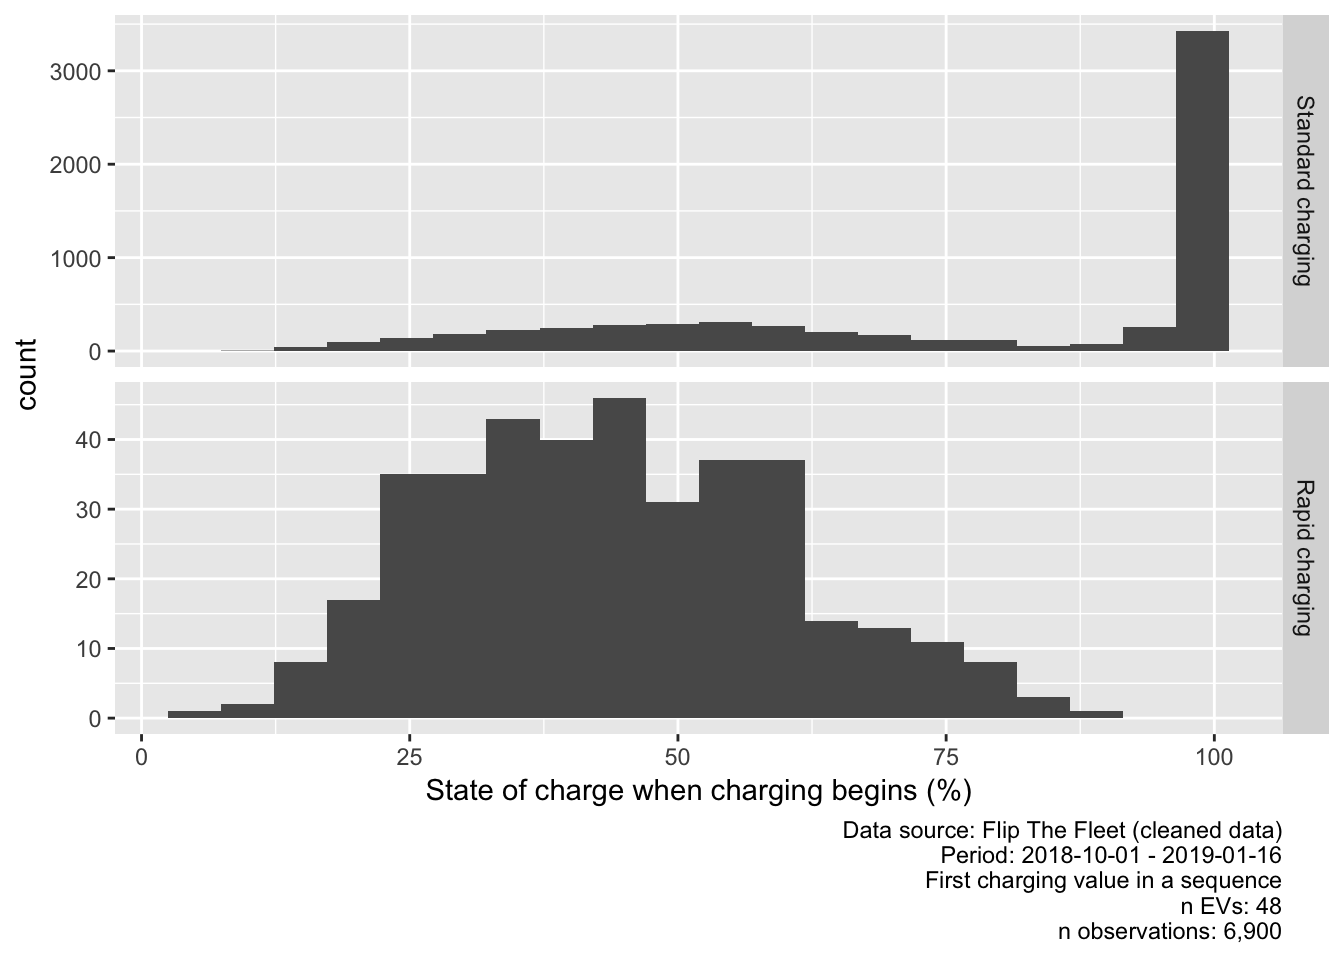 3000
2000
1000
0
Standard charging
count
40
30
20
10
0
Rapid charging
0 25 50 75 100
State of charge when charging begins (%)
Data source: Flip The Fleet (cleaned data)
Period: 2018-10-01 - 2019-01-16
First charging value in a sequence
n EVs: 48
n observations: 6,900